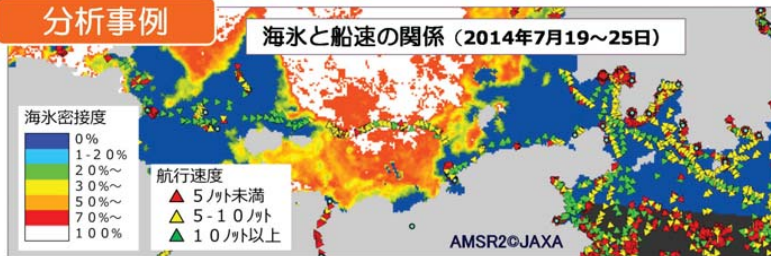 分析事例
海氷と船速の関係（2014年7月19～25日）
海氷密接度
0%
1-20%
20%～
30%～
50%～
70%～
100%
航行速度
5ﾉｯﾄ未満
5-10ﾉｯﾄ
10ﾉｯﾄ以上
AMSR2©JAXA